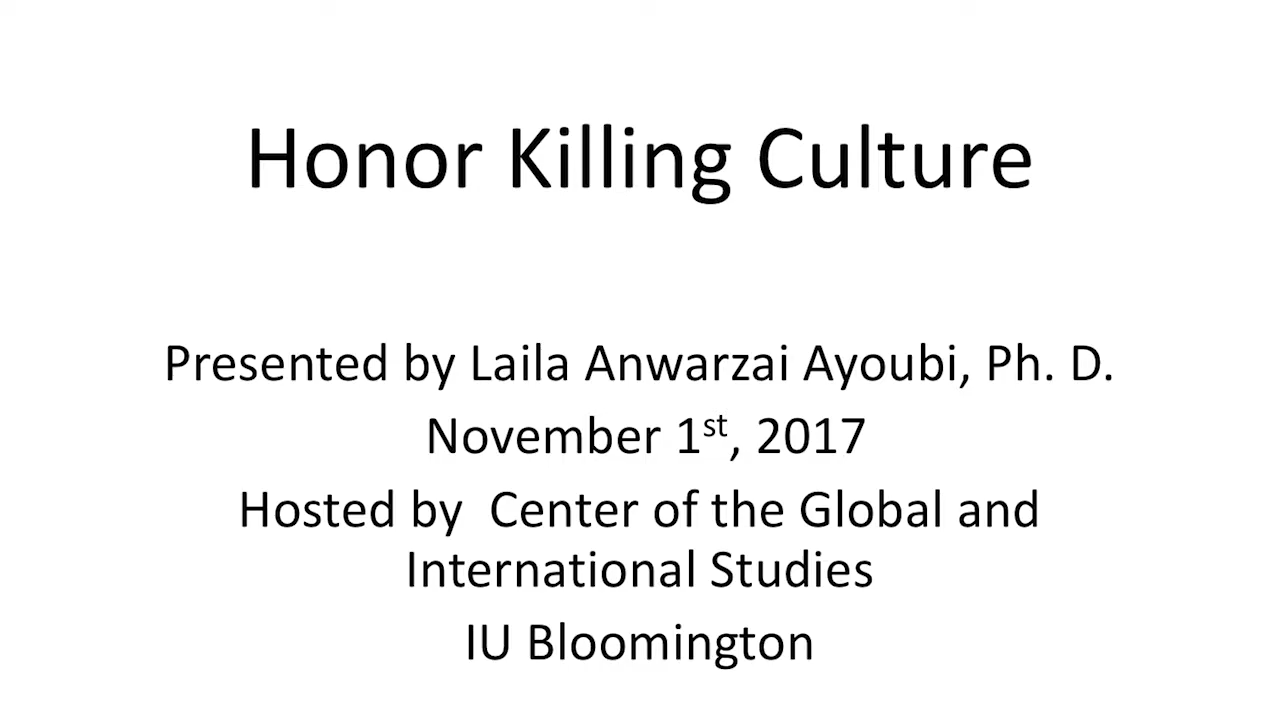 Honor Killing Culture
Presented by Laila Anwarzai Ayoubi, Ph. D.
November 1st, 2017
Hosted by  Center of the Global and
International Studies
IU Bloomington